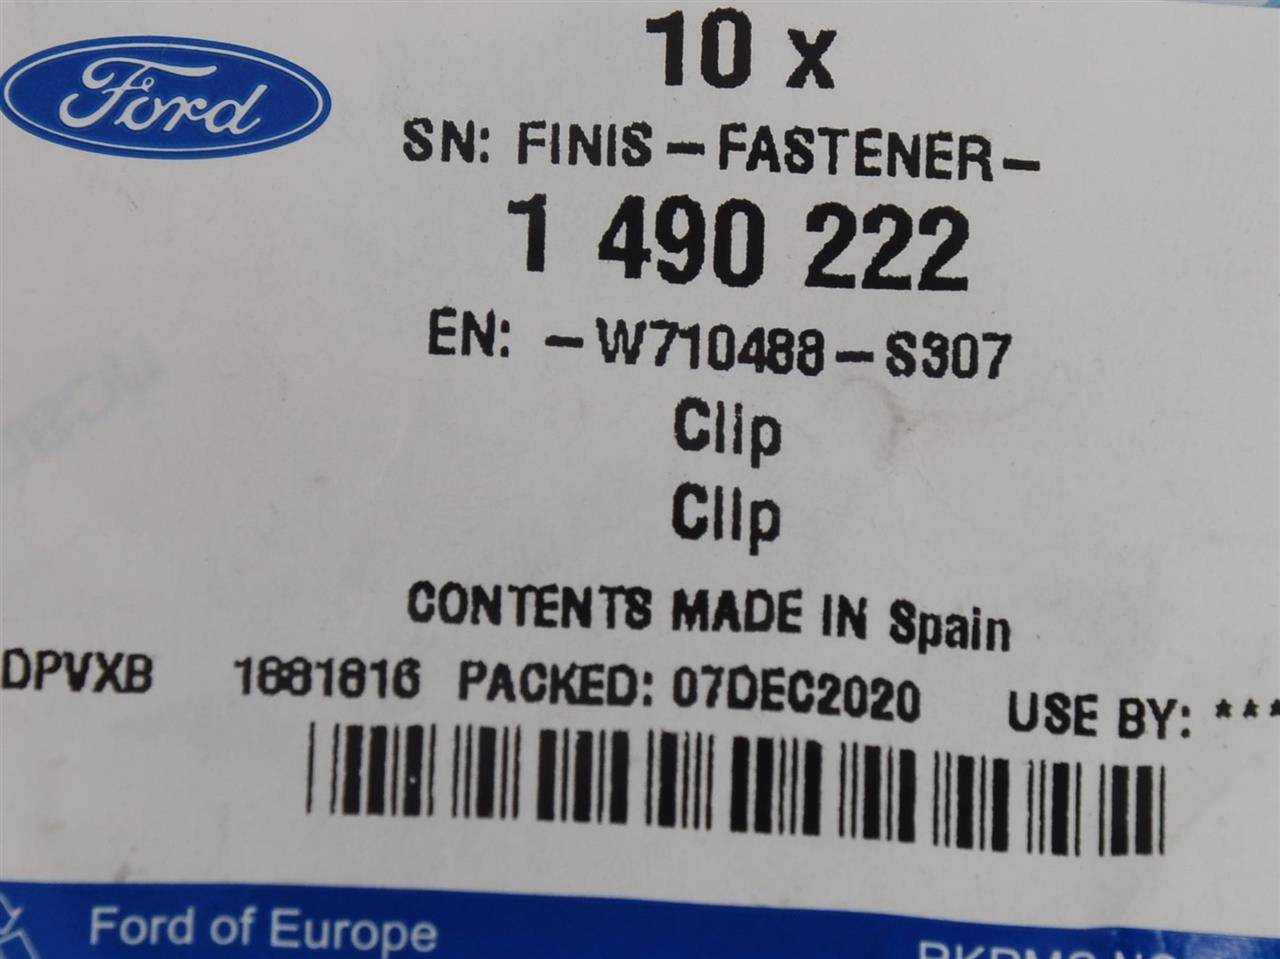 Ford
10 x
SN: FINIS-FASTENER-
1 490 222
EN: -W710488-S307
Clip
Clip
CONTENTS MADE IN Spain
DPVXB 1881816 PACKED: 07DEC2020 USE BY: ***
Ford of Europe